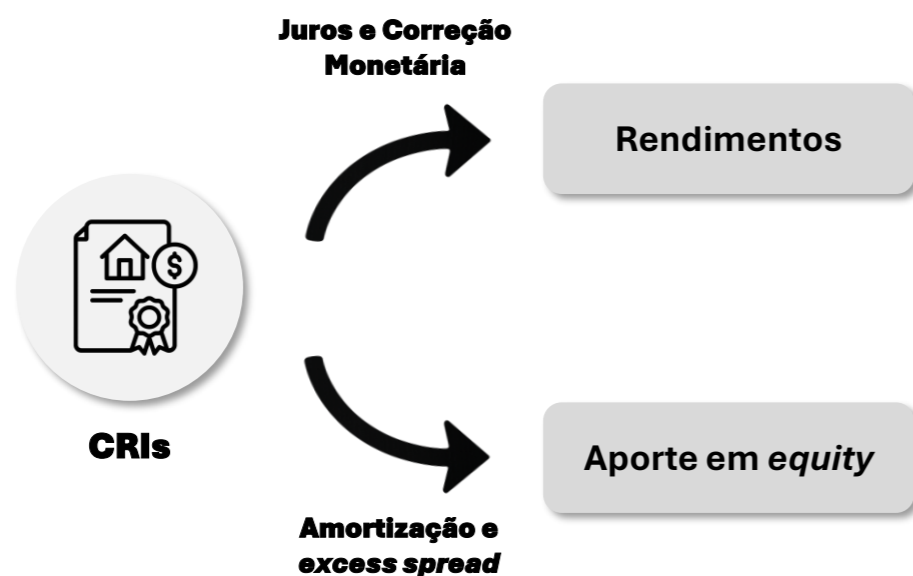 Juros e Correção
Monetária
Rendimentos
$
CRIs
Aporte em equity
Amortização e
excess spread